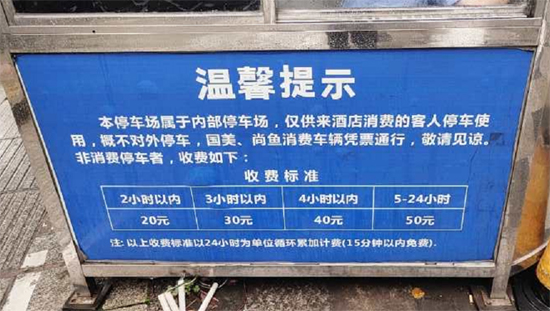 温馨提示
本停车场属于内部停车场，仅供来酒店消费的客人停车使
用，概不对外停车，国美、尚鱼消费车辆凭票通行，敬请见谅。
非消费停车者，收费如下：
收费标准
2小时以内 3小时以内 4小时以内 5-24小时
20元 30元 40元 50元
注：以上收费标准以24小时为单位循环累加计费(15分钟以内免费).